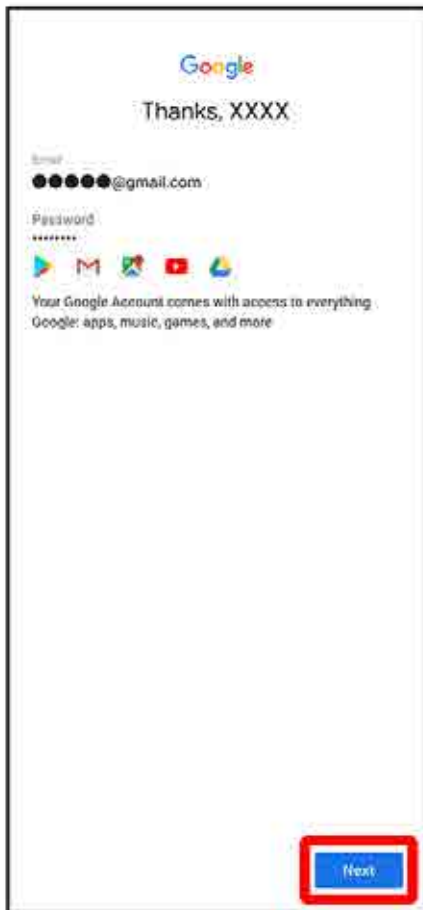 Google
Thanks, XXXX
Email
●●●●●@gmail.com
Password
••••••••
Your Google Account comes with access to everything
Google: apps, music, games, and more
Next